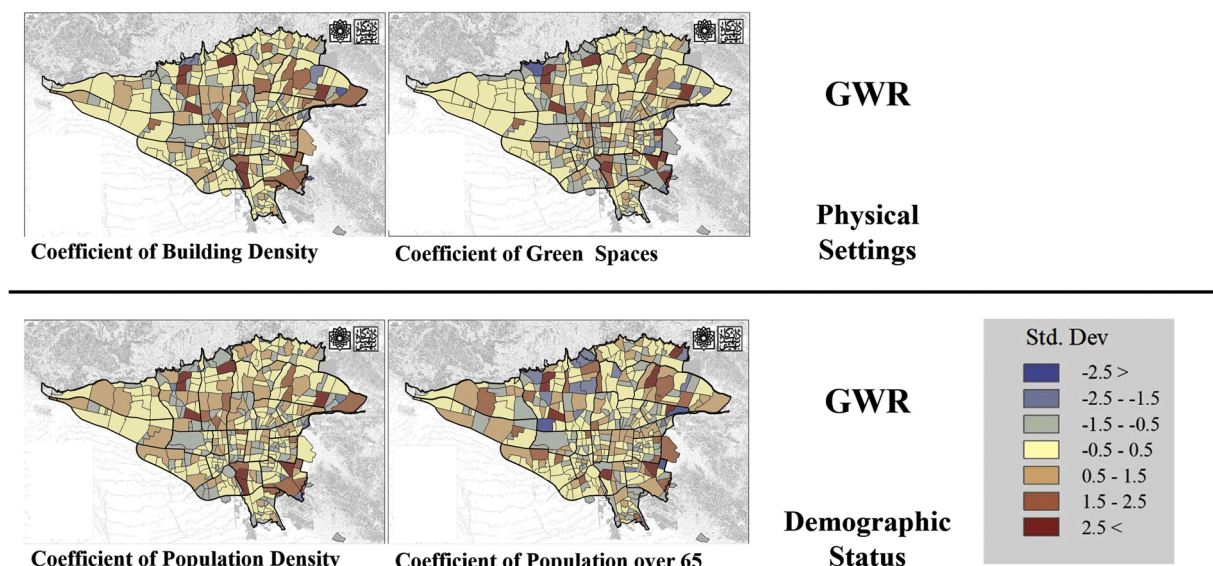 GWR
Physical
Settings
Coefficient of Building Density
Coefficient of Green Spaces
GWR
Demographic
Status
Coefficient of Population Density
Coefficient of Population over 65
Std. Dev
-2.5 >
-2.5 - -1.5
-1.5 - -0.5
-0.5 - 0.5
0.5 - 1.5
1.5 - 2.5
2.5 <